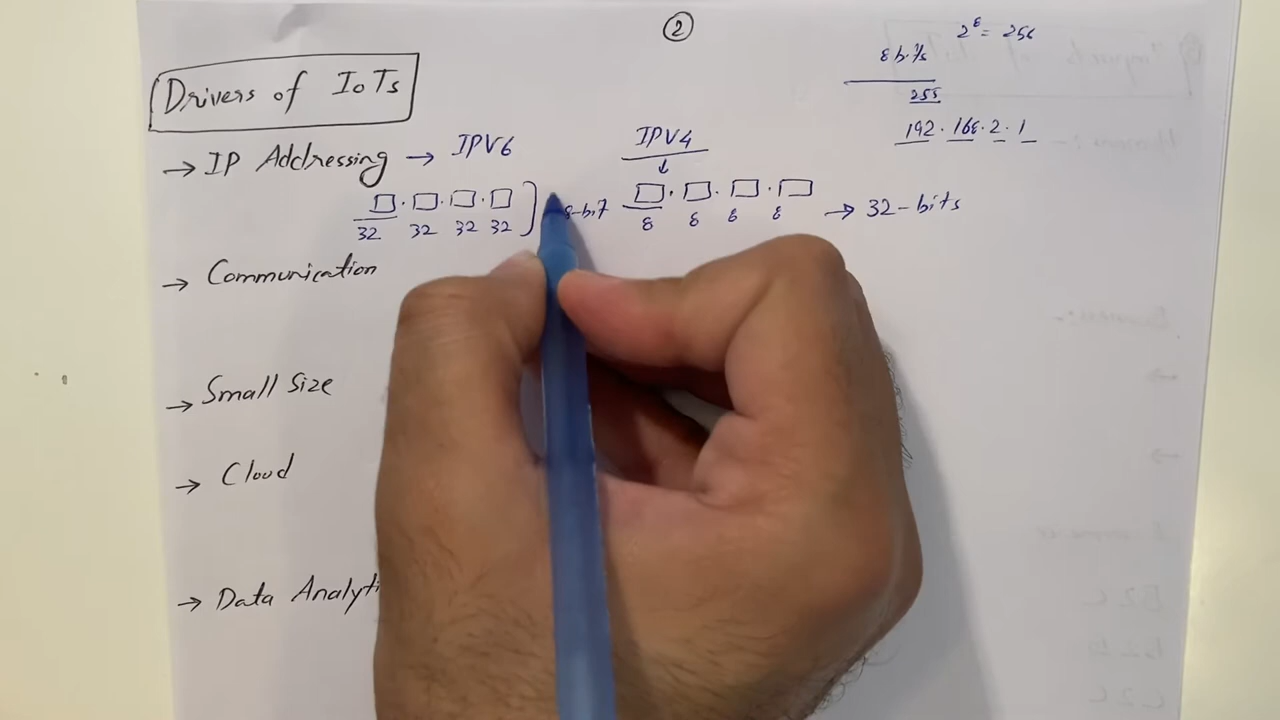 2
2⁸ = 256
8 bits
Drivers of IoTs
255
192.168.2.1
→ IP Addressing → IPV6
IPV4
→ 32-bits
32 32 32 32
8 8 8 8
→ Communication
→ Small Size
→ Cloud
→ Data Analyti